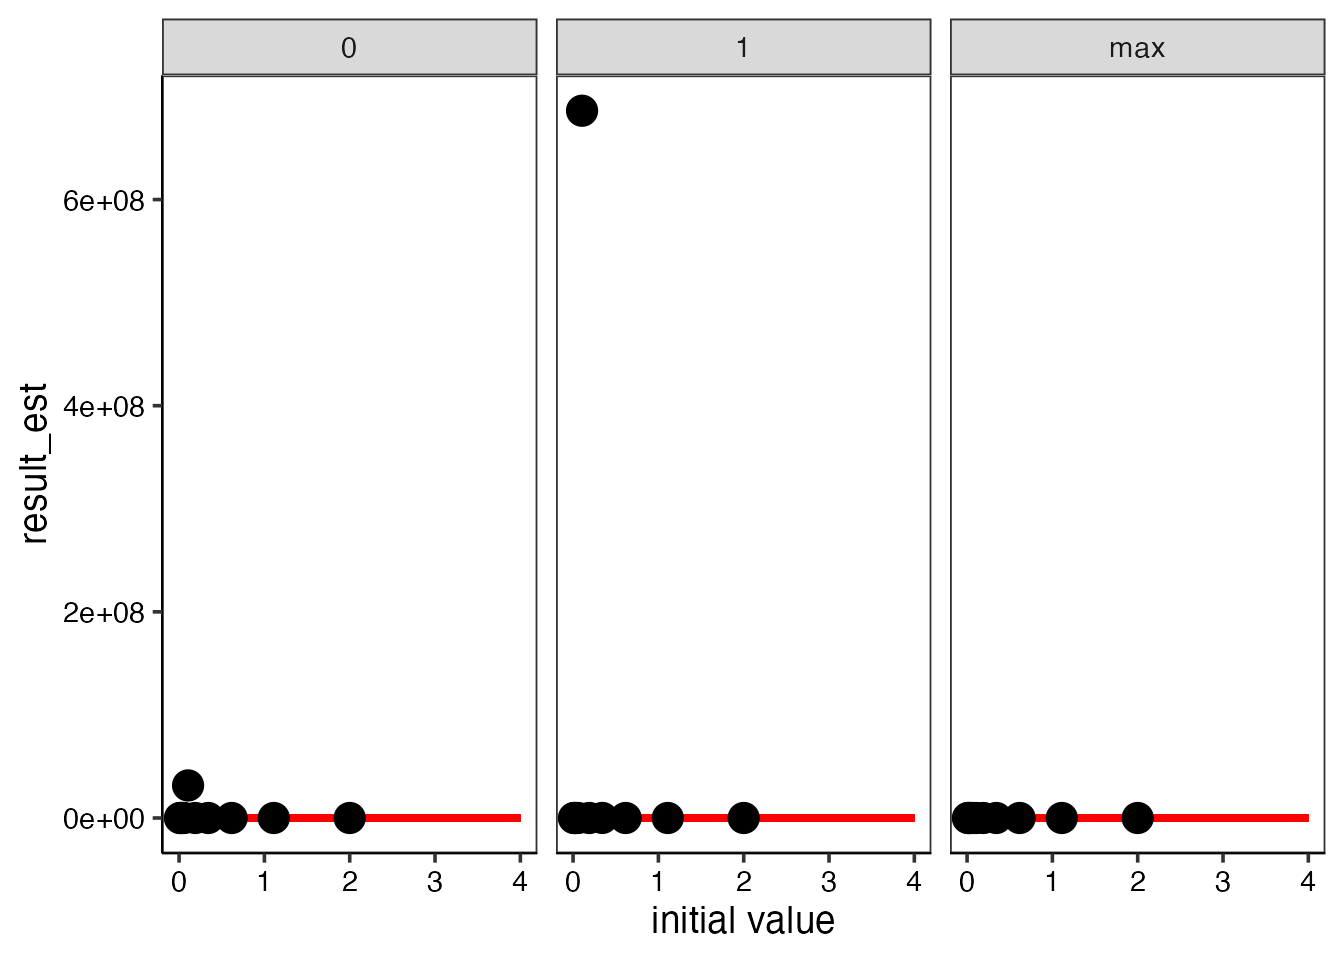 0
1
max
6e+08
4e+08
2e+08
0e+00
result_est
0 1 2 3 4
0 1 2 3 4
0 1 2 3 4
initial value